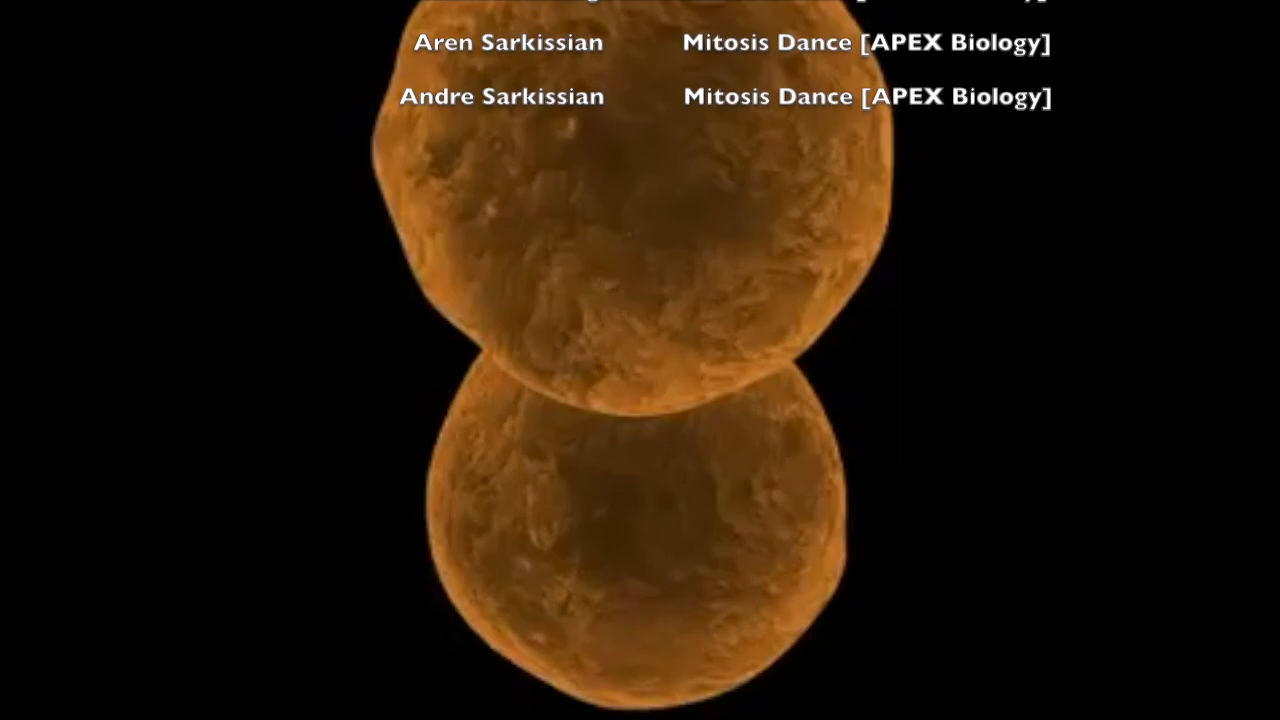 Aren Sarkissian Mitosis Dance [APEX Biology]
Andre Sarkissian Mitosis Dance [APEX Biology]